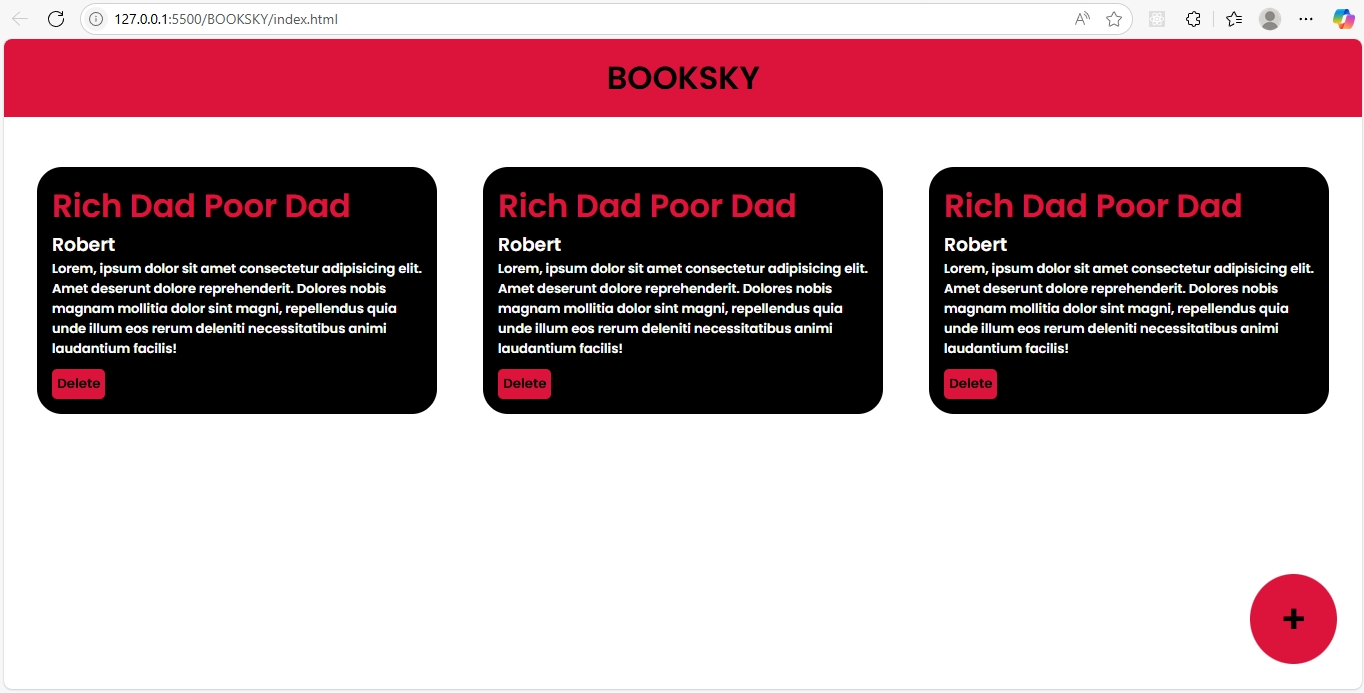 127.0.0.1:5500/BOOKSKY/index.html
BOOKSKY
Rich Dad Poor Dad
Robert
Lorem, ipsum dolor sit amet consectetur adipisicing elit.
Amet deserunt dolore reprehenderit. Dolores nobis
magnam mollitia dolor sint magni, repellendus quia
unde illum eos rerum deleniti necessitatibus animi
laudantium facilis!
Delete
Rich Dad Poor Dad
Robert
Lorem, ipsum dolor sit amet consectetur adipisicing elit.
Amet deserunt dolore reprehenderit. Dolores nobis
magnam mollitia dolor sint magni, repellendus quia
unde illum eos rerum deleniti necessitatibus animi
laudantium facilis!
Delete
Rich Dad Poor Dad
Robert
Lorem, ipsum dolor sit amet consectetur adipisicing elit.
Amet deserunt dolore reprehenderit. Dolores nobis
magnam mollitia dolor sint magni, repellendus quia
unde illum eos rerum deleniti necessitatibus animi
laudantium facilis!
Delete
+